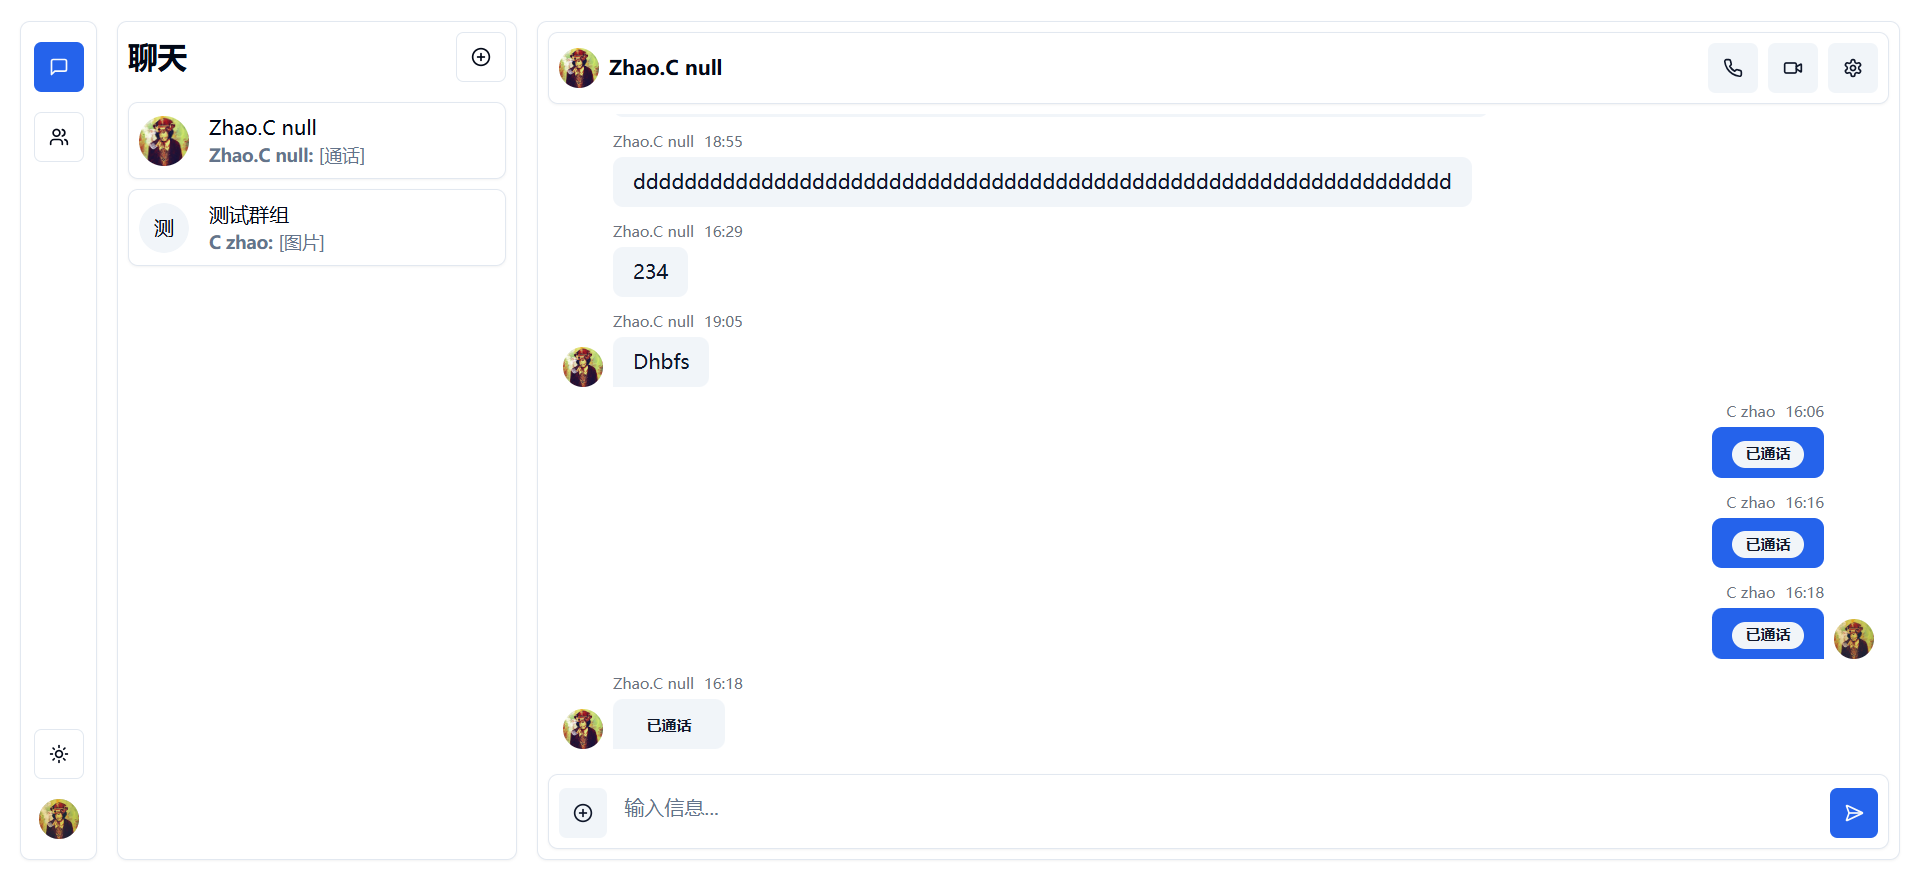 聊天
Zhao.C null
Zhao.C null: [通话]
测
测试群组
C zhao: [图片]
Zhao.C null
Zhao.C null 18:55
dddddddddddddddddddddddddddddddddddddddddddddddddddddddddddddddd
Zhao.C null 16:29
234
Zhao.C null 19:05
Dhbfs
C zhao 16:06
已通话
C zhao 16:16
已通话
C zhao 16:18
已通话
Zhao.C null 16:18
已通话
输入信息...